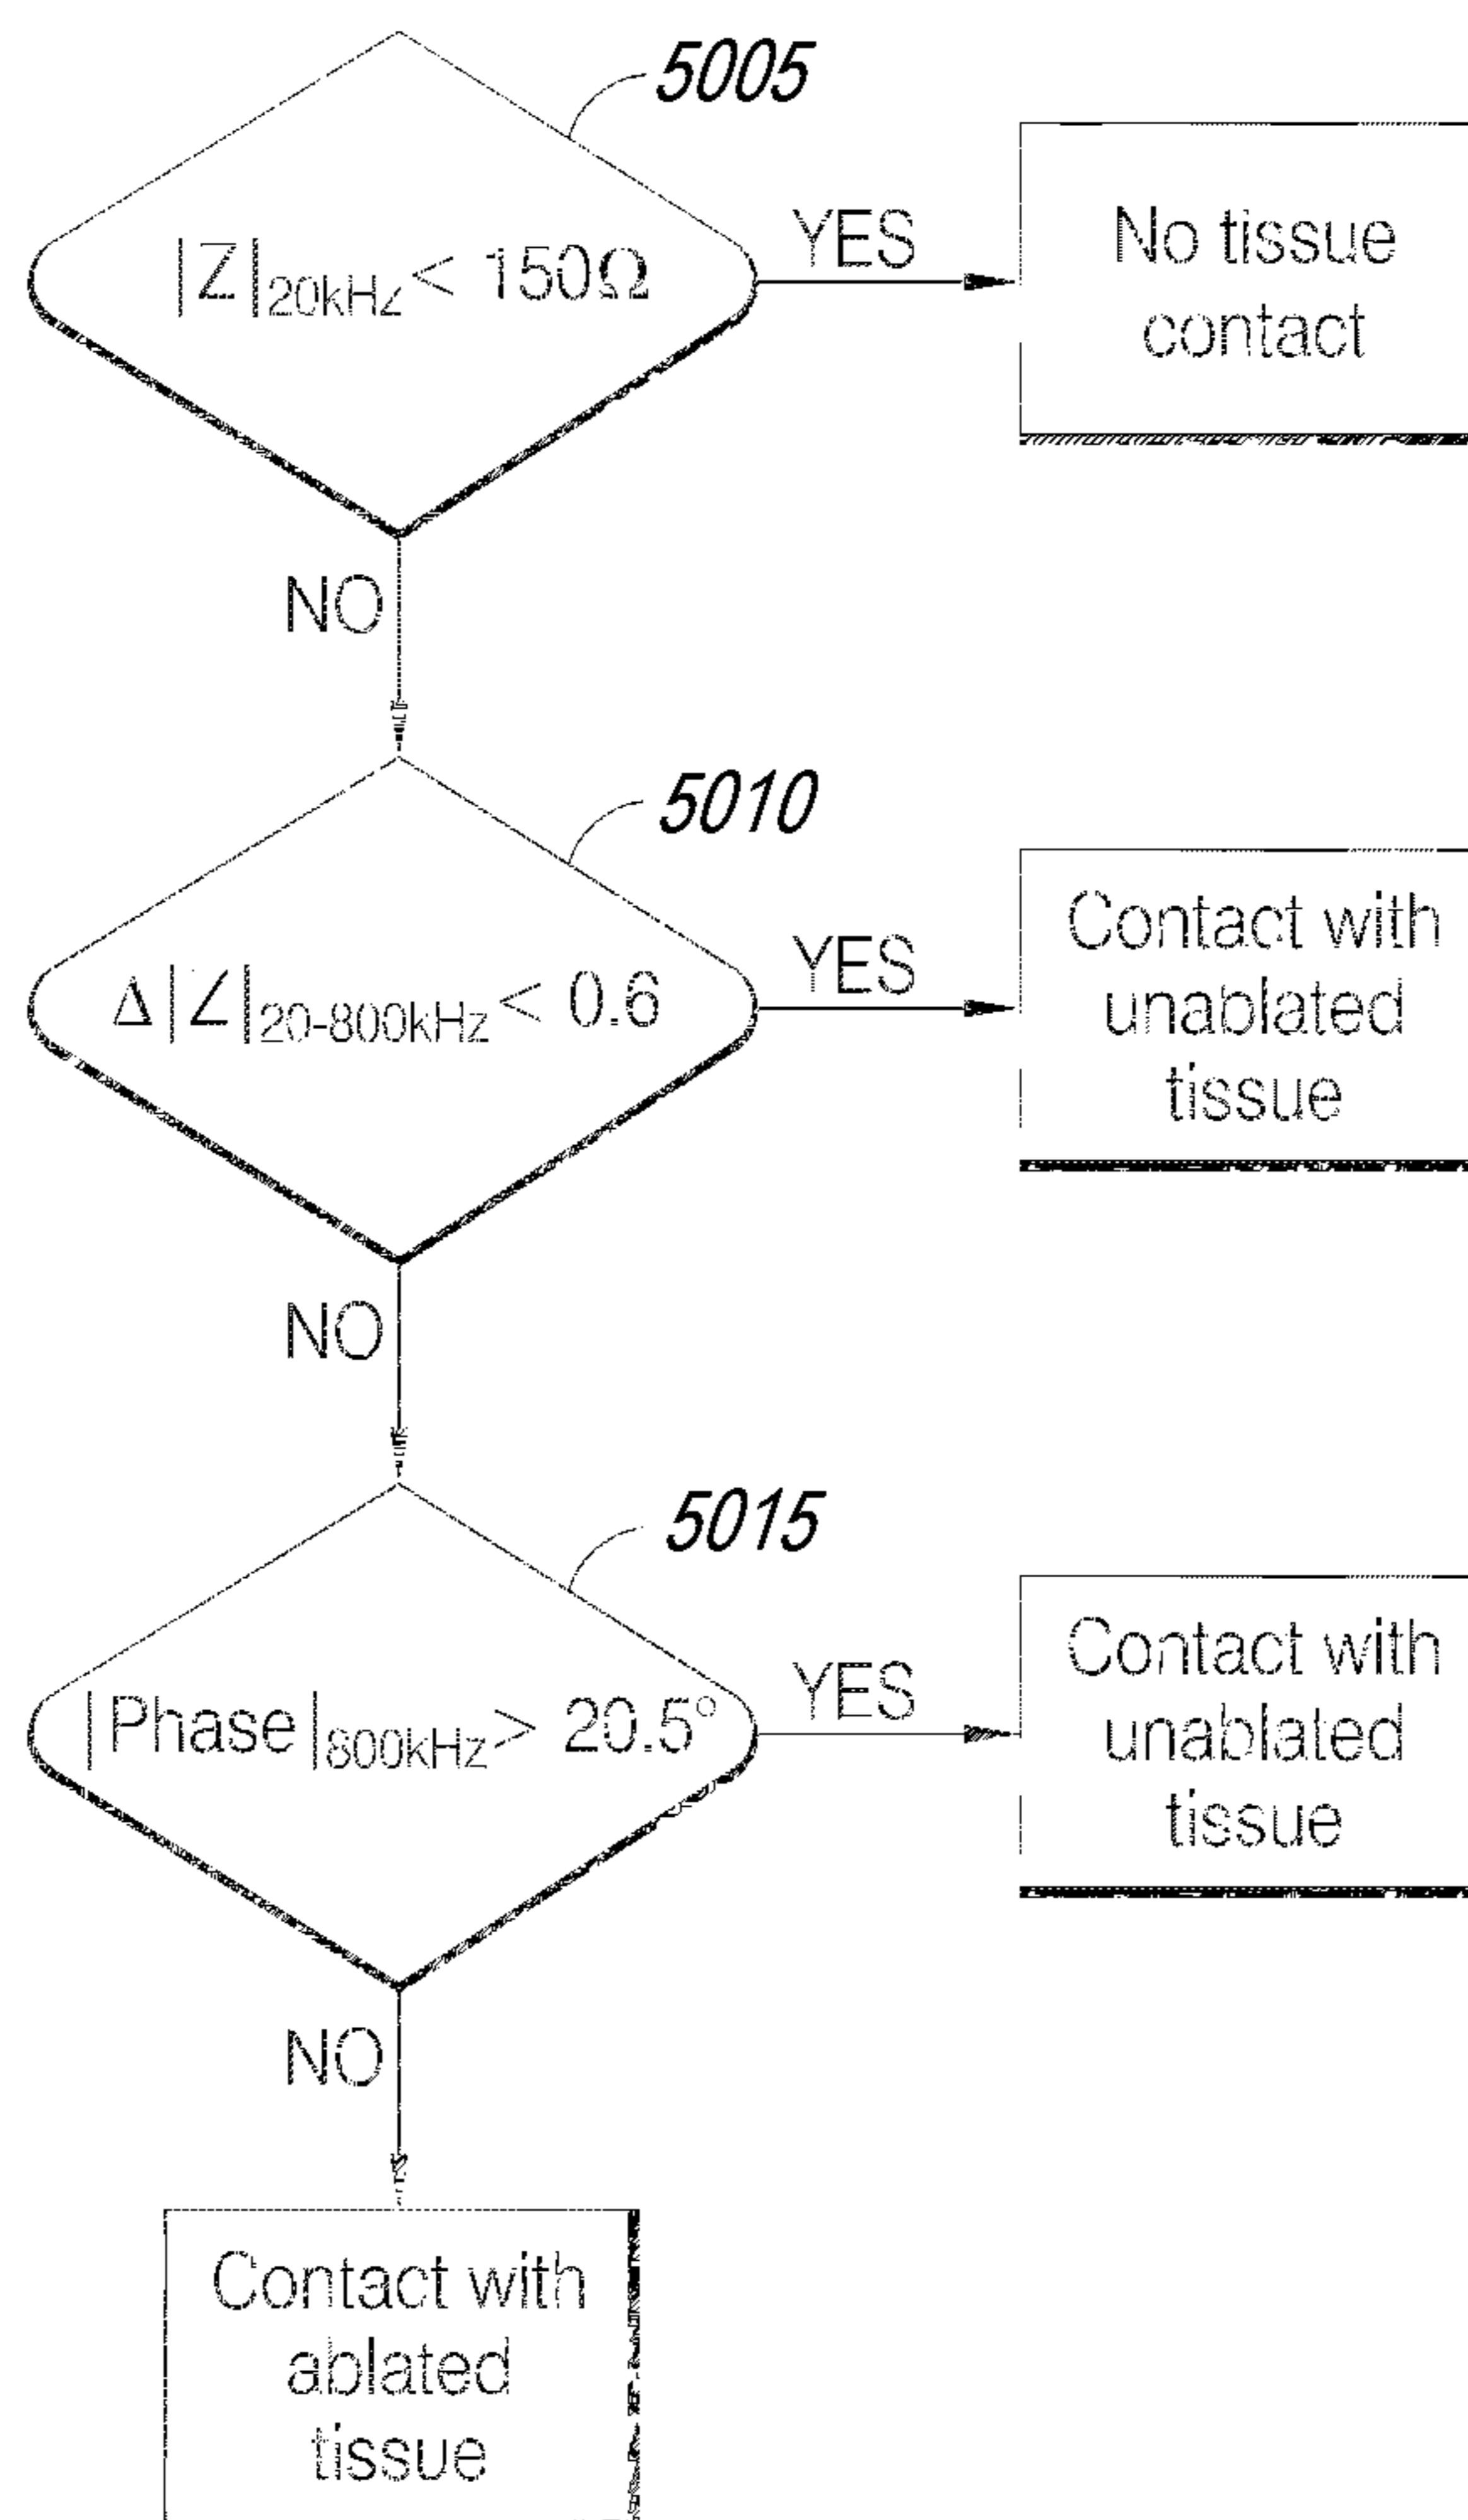 5005
|Z|20kHz < 150Ω
YES
No tissue
contact
NO
5010
Δ|Z|20-800kHz < 0.6
YES
Contact with
unablated
tissue
NO
5015
|Phase|800kHz > 20.5°
YES
Contact with
unablated
tissue
NO
Contact with
ablated
tissue